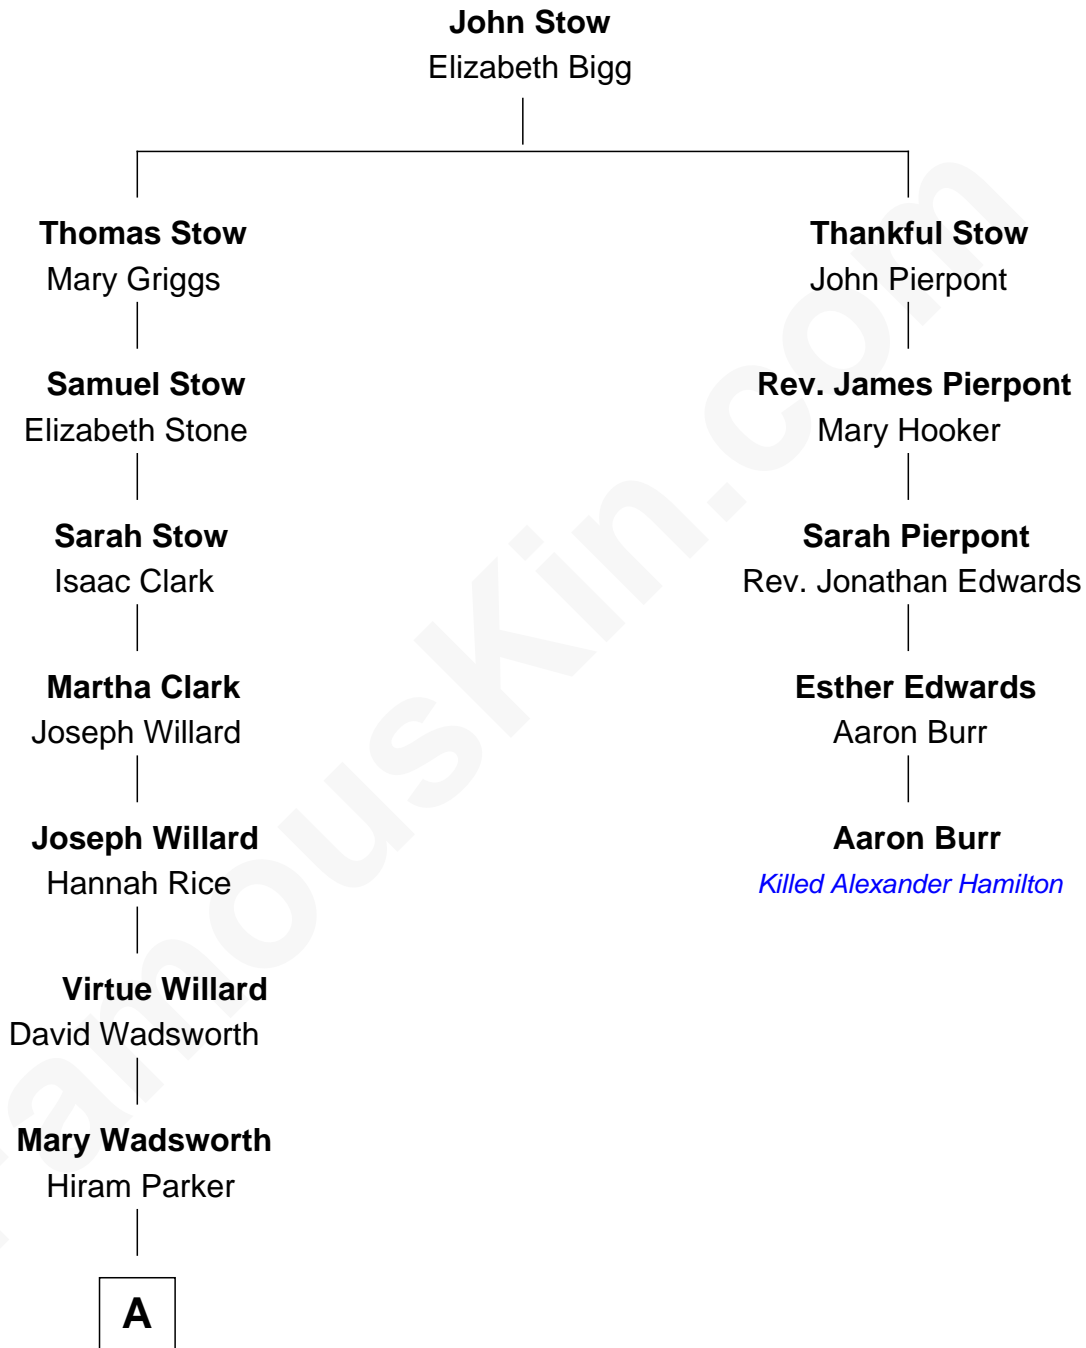 John Stow
Elizabeth Bigg
Thomas Stow
Mary Griggs
Samuel Stow
Elizabeth Stone
Sarah Stow
Isaac Clark
Martha Clark
Joseph Willard
Joseph Willard
Hannah Rice
Virtue Willard
David Wadsworth
Mary Wadsworth
Hiram Parker
A
Thankful Stow
John Pierpont
Rev. James Pierpont
Mary Hooker
Sarah Pierpont
Rev. Jonathan Edwards
Esther Edwards
Aaron Burr
Aaron Burr
Killed Alexander Hamilton
FamousKin.com